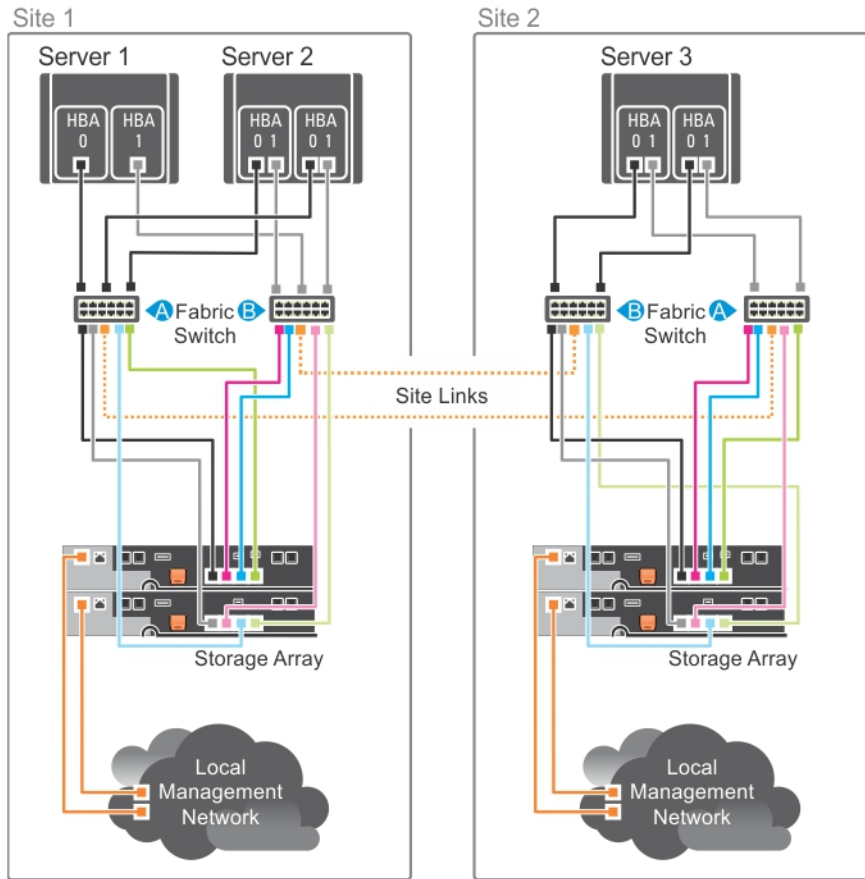 Site 1
Server 1
Server 2
HBA
0
HBA
1
HBA
0 1
HBA
0 1
A Fabric B
Switch
Storage Array
Local
Management
Network
Site Links
Site 2
Server 3
HBA
0 1
HBA
0 1
B Fabric A
Switch
Storage Array
Local
Management
Network